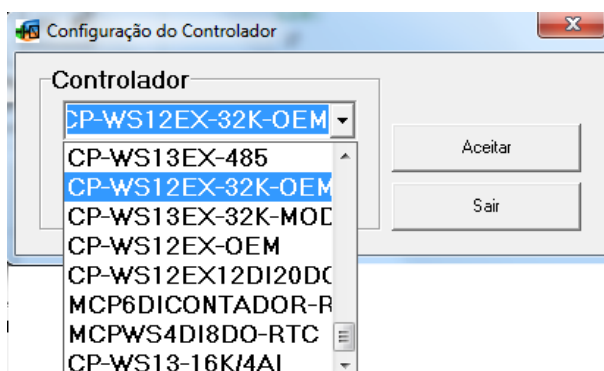 Configuração do Controlador
Controlador
CP-WS12EX-32K-OEM
Aceitar
Sair
CP-WS13EX-485
CP-WS12EX-32K-OEM
CP-WS13EX-32K-MOD
CP-WS12EX-OEM
CP-WS12EX12DI20DO
MCP6DICONTADOR-R
MCPWS4DI8DO-RTC
CP-WS13-16K/4AI